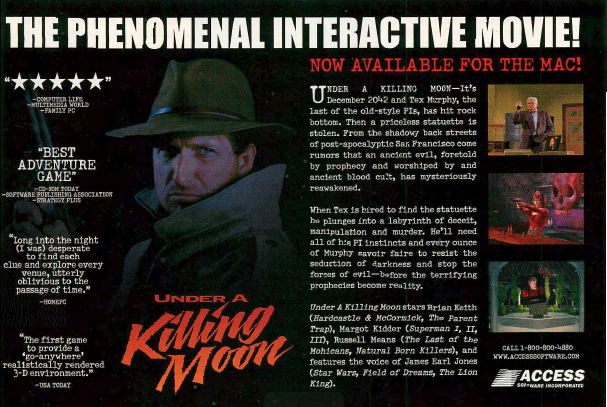 THE PHENOMENAL INTERACTIVE MOVIE!
"★★★★★"
-COMPUTER LIFE
-MULTIMEDIA WORLD
-FAMILY PC
"BEST
ADVENTURE
GAME"
-CD-ROM TODAY
-SOFTWARE PUBLISHING ASSOCIATION
-STRATEGY PLUS
"Long into the night
(I was) desperate
to find each
clue and explore every
venue, utterly
oblivious to the
passage of time."
-HOMEPC
"The first game
to provide a
'go-anywhere'
realistically rendered
3-D environment."
-USA TODAY
UNDER A
Killing
Moon
NOW AVAILABLE FOR THE MAC!
UNDER A KILLING MOON—It's
December 2042 and Tex Murphy, the
last of the old-style PIs, has hit rock
bottom. Then a priceless statuette is
stolen. From the shadowy back streets
of post-apocalyptic San Francisco come
rumors that an ancient evil, foretold
by prophecy and worshiped by and
ancient blood cult, has mysteriously
reawakened.
When Tex is hired to find the statuette
he plunges into a labyrinth of deceit,
manipulation and murder. He'll need
all of his PI instincts and every ounce
of Murphy savoir faire to resist the
seduction of darkness and stop the
forces of evil—before the terrifying
prophecies become reality.
Under A Killing Moon stars Brian Keith
(Hardcastle & McCormick, The Parent
Trap), Margot Kidder (Superman I, II,
III), Russell Means (The Last of the
Mohicans, Natural Born Killers), and
features the voice of James Earl Jones
(Star Wars, Field of Dreams, The Lion
King).
CALL 1-800-800-4880
WWW.ACCESSOFTWARE.COM
ACCESS
SOFTWARE INCORPORATED